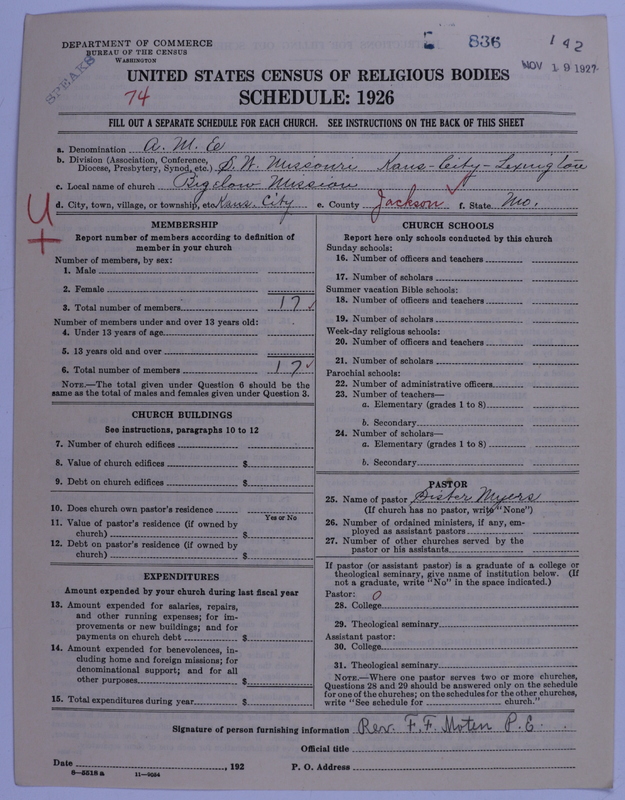 DEPARTMENT OF COMMERCE
BUREAU OF THE CENSUS
WASHINGTON
SPEAKS
836
142
NOV 19 1927
UNITED STATES CENSUS OF RELIGIOUS BODIES
74
SCHEDULE: 1926
FILL OUT A SEPARATE SCHEDULE FOR EACH CHURCH. SEE INSTRUCTIONS ON THE BACK OF THIS SHEET
a. Denomination A. M. E
b. Division (Association, Conference,
Diocese, Presbytery, Synod, etc.) S. W. Missouri Kans-City-Lexington
c. Local name of church Bigelow Mission
d. City, town, village, or township, etc. Kans. City e. County Jackson f. State Mo.
U
+
MEMBERSHIP
Report number of members according to definition of
member in your church
Number of members, by sex:
1. Male
2. Female
3. Total number of members 17
Number of members under and over 13 years old:
4. Under 13 years of age
5. 13 years old and over
6. Total number of members 17
NOTE.—The total given under Question 6 should be the
same as the total of males and females given under Question 3.
CHURCH BUILDINGS
See instructions, paragraphs 10 to 12
7. Number of church edifices
8. Value of church edifices $
9. Debt on church edifices $
10. Does church own pastor's residence
Yes or No
11. Value of pastor's residence (if owned by
church) $
12. Debt on pastor's residence (if owned by
church) $
EXPENDITURES
Amount expended by your church during last fiscal year
13. Amount expended for salaries, repairs,
and other running expenses; for im-
provements or new buildings; and for
payments on church debt $
14. Amount expended for benevolences, in-
cluding home and foreign missions; for
denominational support; and for all
other purposes $
15. Total expenditures during year $
CHURCH SCHOOLS
Report here only schools conducted by this church
Sunday schools:
16. Number of officers and teachers
17. Number of scholars
Summer vacation Bible schools:
18. Number of officers and teachers
19. Number of scholars
Week-day religious schools:
20. Number of officers and teachers
21. Number of scholars
Parochial schools:
22. Number of administrative officers
23. Number of teachers—
a. Elementary (grades 1 to 8)
b. Secondary
24. Number of scholars—
a. Elementary (grades 1 to 8)
b. Secondary
PASTOR
25. Name of pastor Sister Myers
(If church has no pastor, write "None")
26. Number of ordained ministers, if any, em-
ployed as assistant pastors
27. Number of other churches served by the
pastor or his assistants
If pastor (or assistant pastor) is a graduate of a college or
theological seminary, give name of institution below. (If
not a graduate, write "No" in the space indicated.)
Pastor: O
28. College
29. Theological seminary
Assistant pastor:
30. College
31. Theological seminary
NOTE.—Where one pastor serves two or more churches,
Questions 28 and 29 should be answered only on the schedule
for one of the churches; on the schedules for the other churches,
write "See schedule for church."
Signature of person furnishing information Rev. F. F. Moten P. E.
Official title
Date , 192 P. O. Address
8—5518 a 11—9054